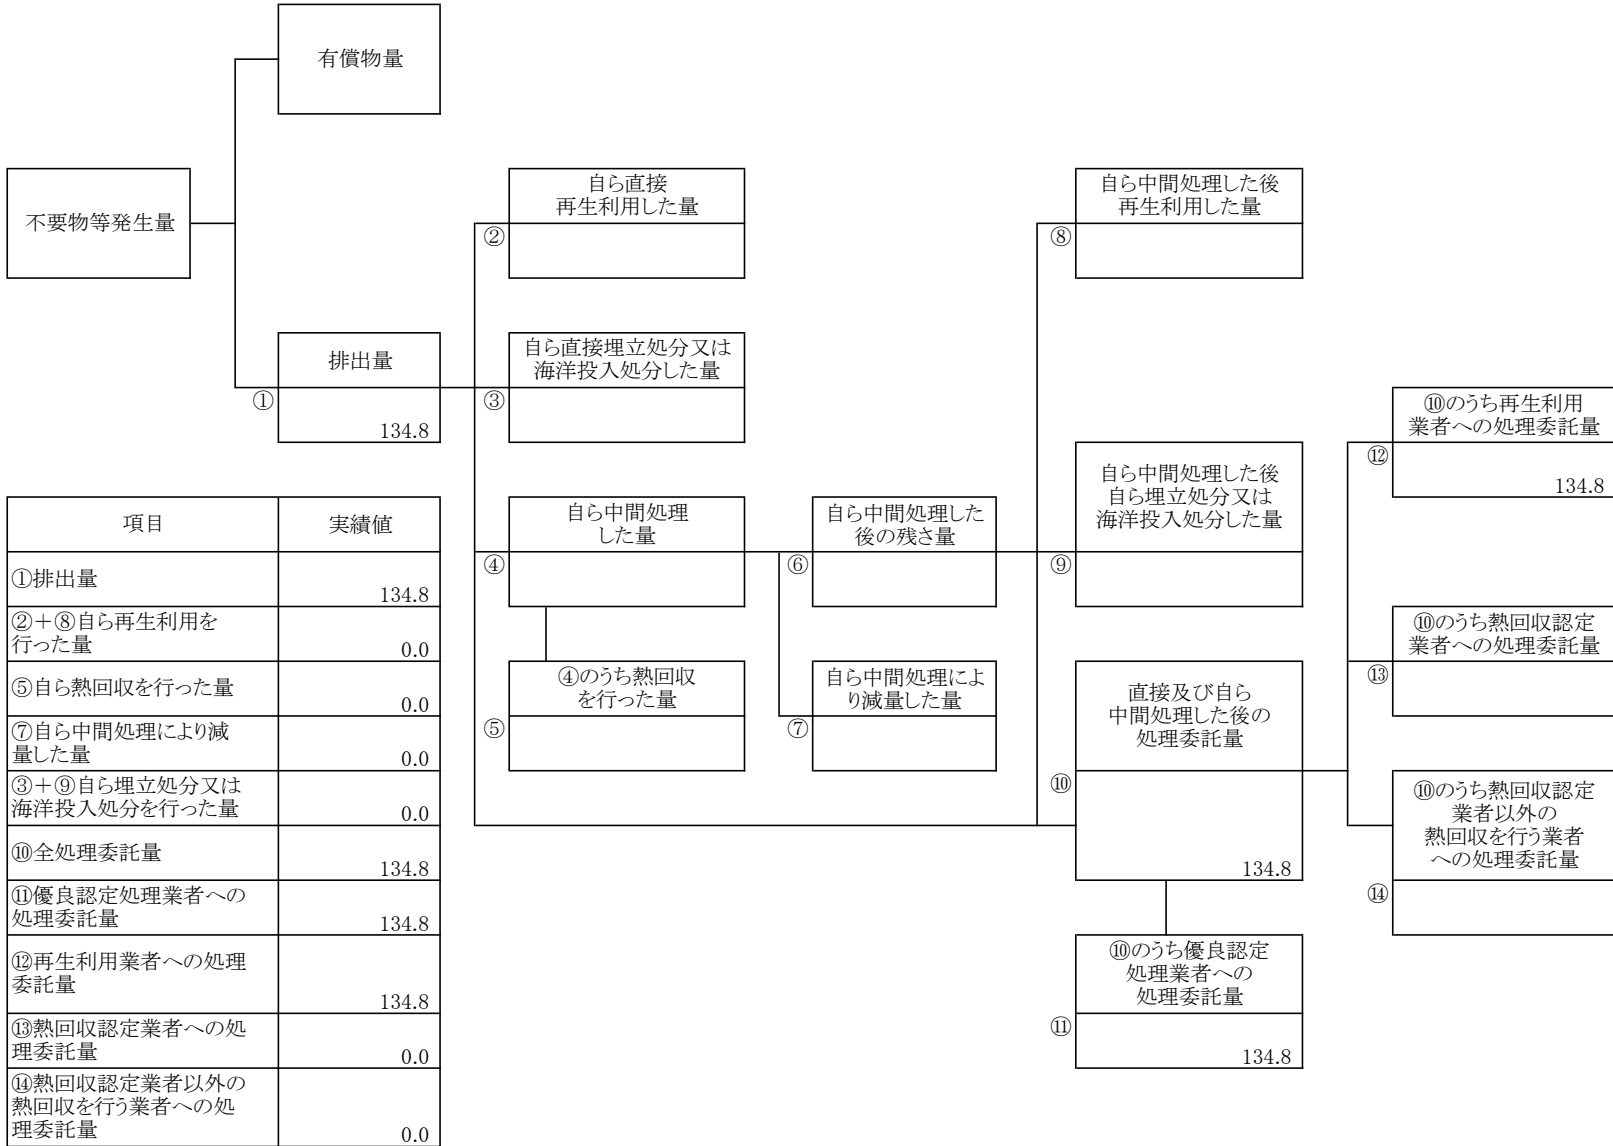 有償物量
不要物等発生量
自ら直接
再生利用した量
②
自ら中間処理した後
再生利用した量
⑧
排出量
①
134.8
自ら直接埋立処分又は
海洋投入処分した量
③
⑩のうち再生利用
業者への処理委託量
⑫
134.8
自ら中間処理
した量
④
自ら中間処理した
後の残さ量
⑥
自ら中間処理した後
自ら埋立処分又は
海洋投入処分した量
⑨
⑩のうち熱回収認定
業者への処理委託量
⑬
④のうち熱回収
を行った量
⑤
自ら中間処理によ
り減量した量
⑦
直接及び自ら
中間処理した後の
処理委託量
⑩
134.8
⑩のうち熱回収認定
業者以外の
熱回収を行う業者
への処理委託量
⑭
⑩のうち優良認定
処理業者への
処理委託量
⑪
134.8
項目 実績値
①排出量
134.8
②＋⑧自ら再生利用を
行った量 0.0
⑤自ら熱回収を行った量
0.0
⑦自ら中間処理により減
量した量 0.0
③＋⑨自ら埋立処分又は
海洋投入処分を行った量 0.0
⑩全処理委託量
134.8
⑪優良認定処理業者への
処理委託量 134.8
⑫再生利用業者への処理
委託量
134.8
⑬熱回収認定業者への処
理委託量 0.0
⑭熱回収認定業者以外の
熱回収を行う業者への処
理委託量 0.0